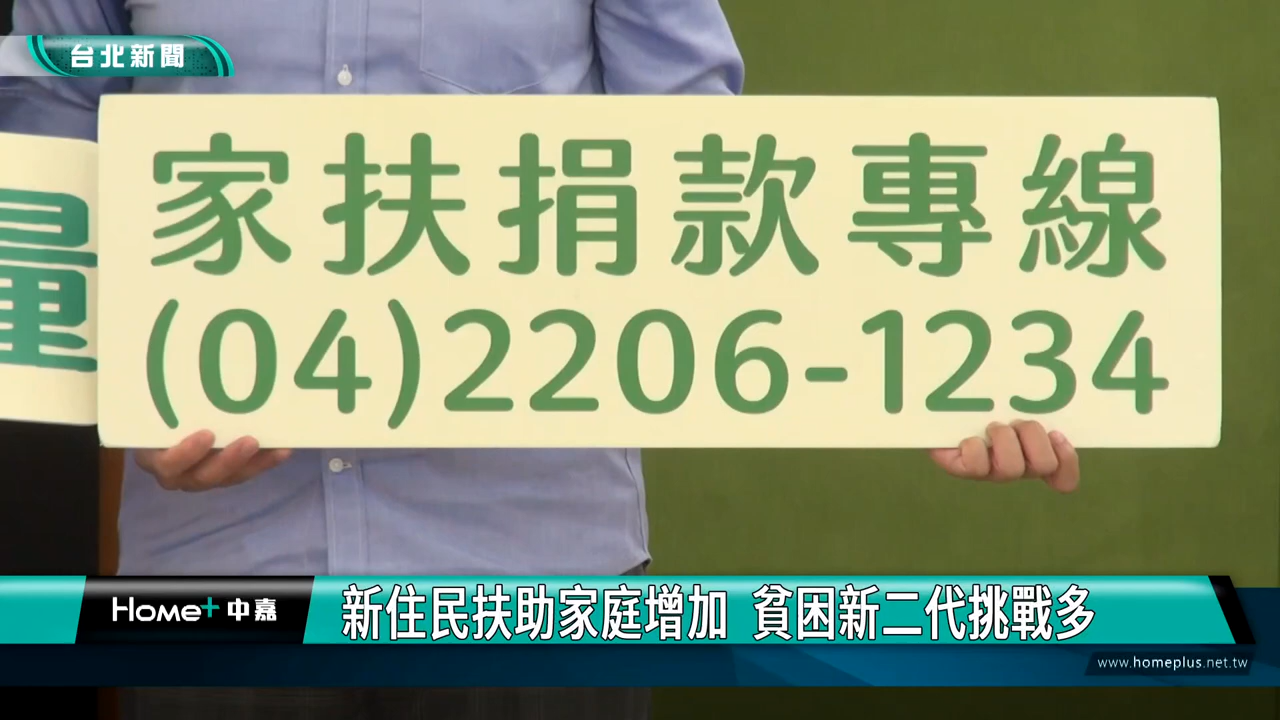 台北新聞
家扶捐款專線
(04)2206-1234
量
Home+ 中嘉
新住民扶助家庭增加 貧困新二代挑戰多
www.homeplus.net.tw